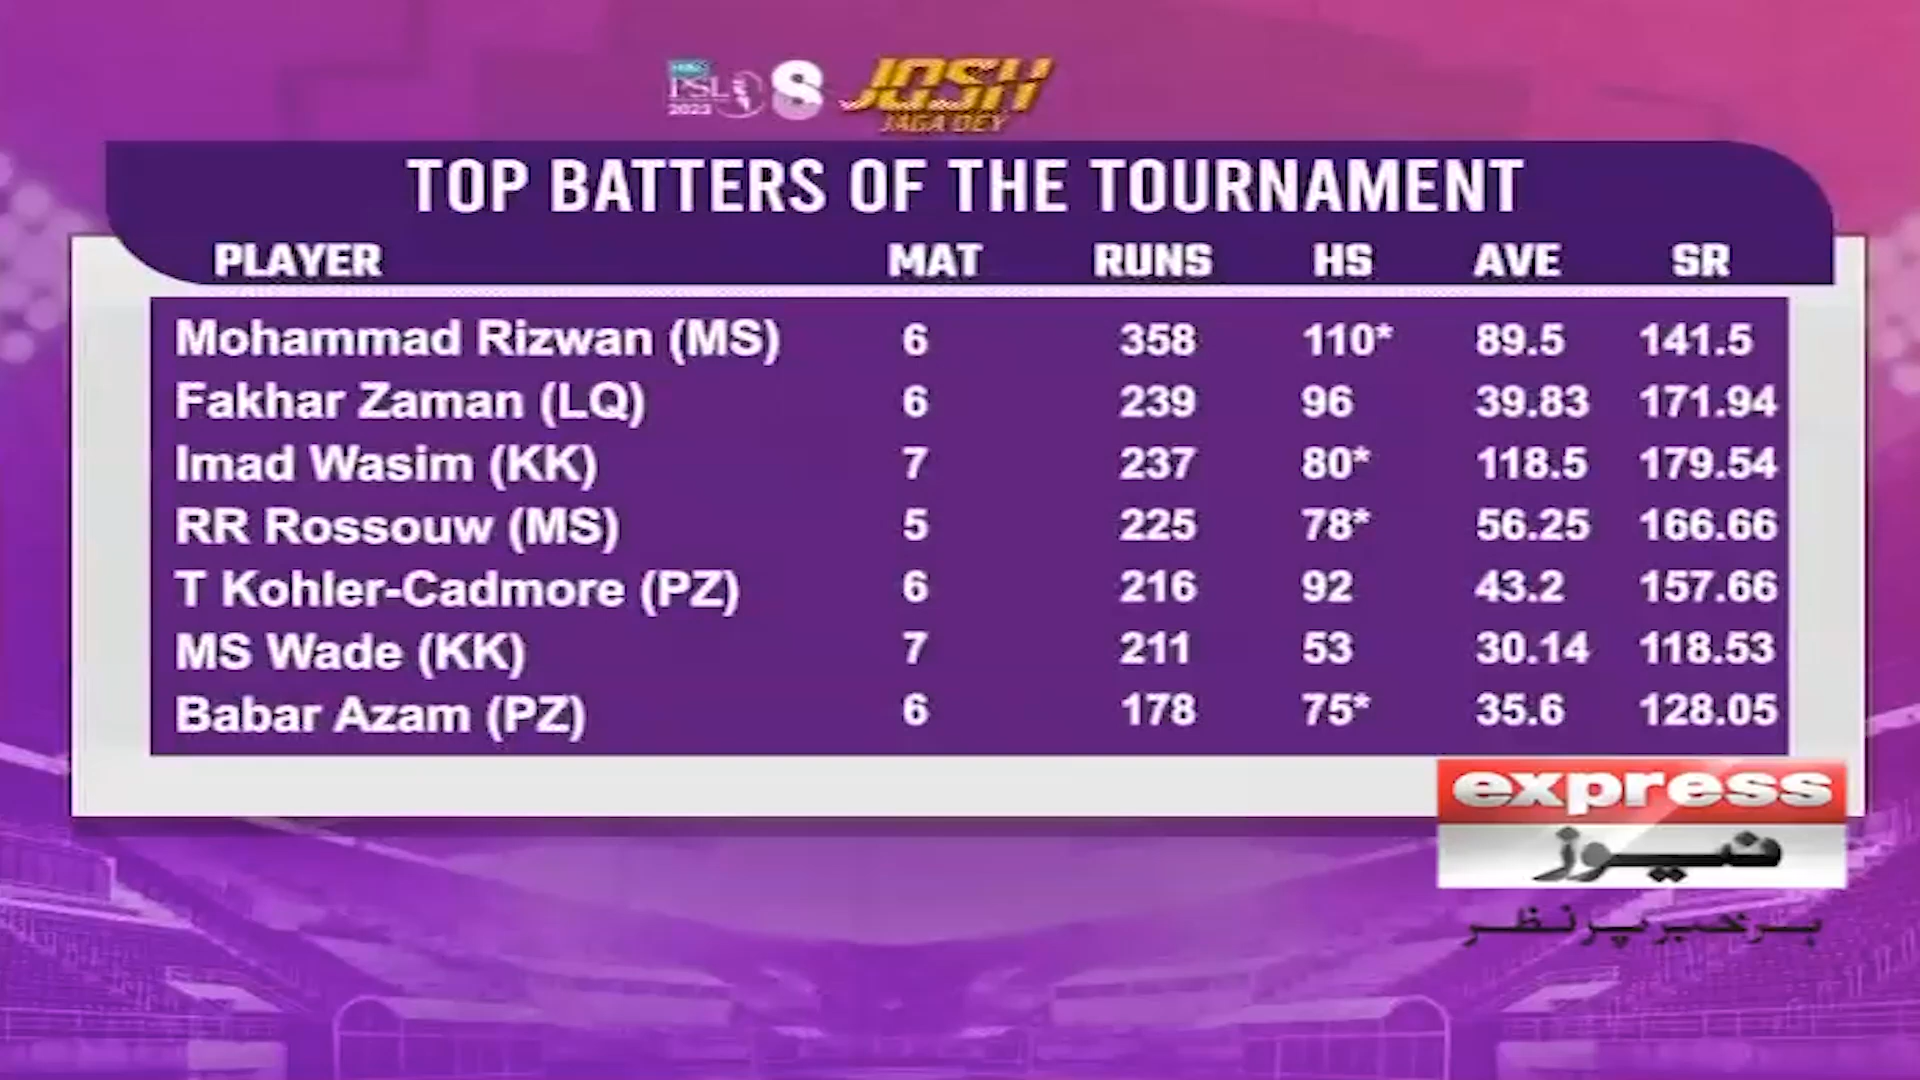 HBL PSL 8 JOSH
2023 JAGA DEY
TOP BATTERS OF THE TOURNAMENT
PLAYER MAT RUNS HS AVE SR
Mohammad Rizwan (MS) 6 358 110* 89.5 141.5
Fakhar Zaman (LQ) 6 239 96 39.83 171.94
Imad Wasim (KK) 7 237 80* 118.5 179.54
RR Rossouw (MS) 5 225 78* 56.25 166.66
T Kohler-Cadmore (PZ) 6 216 92 43.2 157.66
MS Wade (KK) 7 211 53 30.14 118.53
Babar Azam (PZ) 6 178 75* 35.6 128.05
express
نیوز
ہر خبر پر نظر